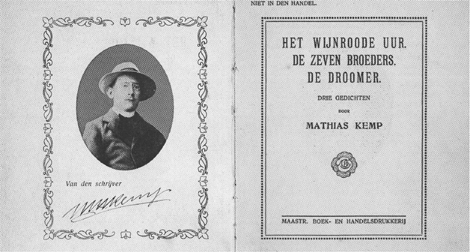 Van den schrijver
MKemp
NIET IN DEN HANDEL.
HET WIJNROODE UUR.
DE ZEVEN BROEDERS.
DE DROOMER.
DRIE GEDICHTEN
DOOR
MATHIAS KEMP
MAASTR. BOEK- EN HANDELSDRUKKERIJ